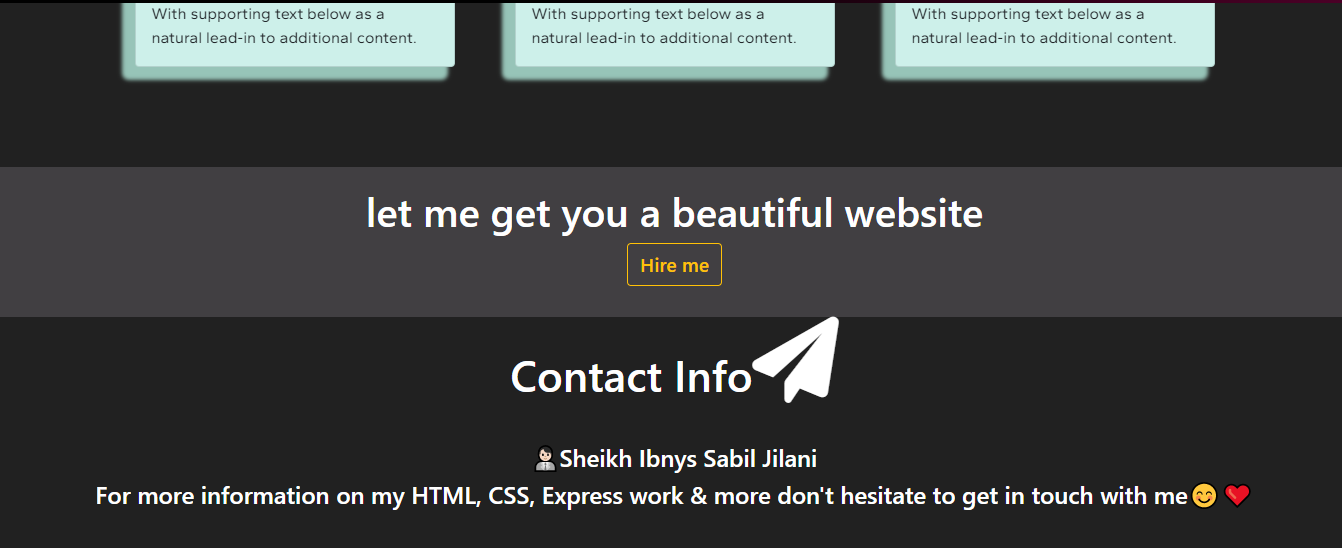 With supporting text below as a
natural lead-in to additional content.
With supporting text below as a
natural lead-in to additional content.
With supporting text below as a
natural lead-in to additional content.
let me get you a beautiful website
Hire me
Contact Info
Sheikh Ibnys Sabil Jilani
For more information on my HTML, CSS, Express work & more don't hesitate to get in touch with me😊❤️